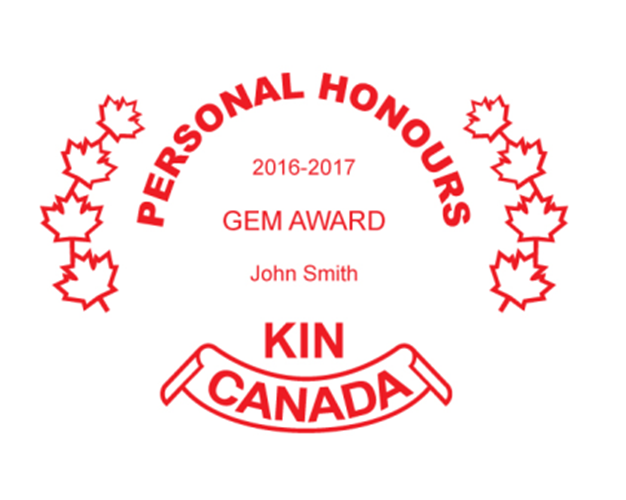 PERSONAL HONOURS
2016-2017
GEM AWARD
John Smith
KIN
CANADA